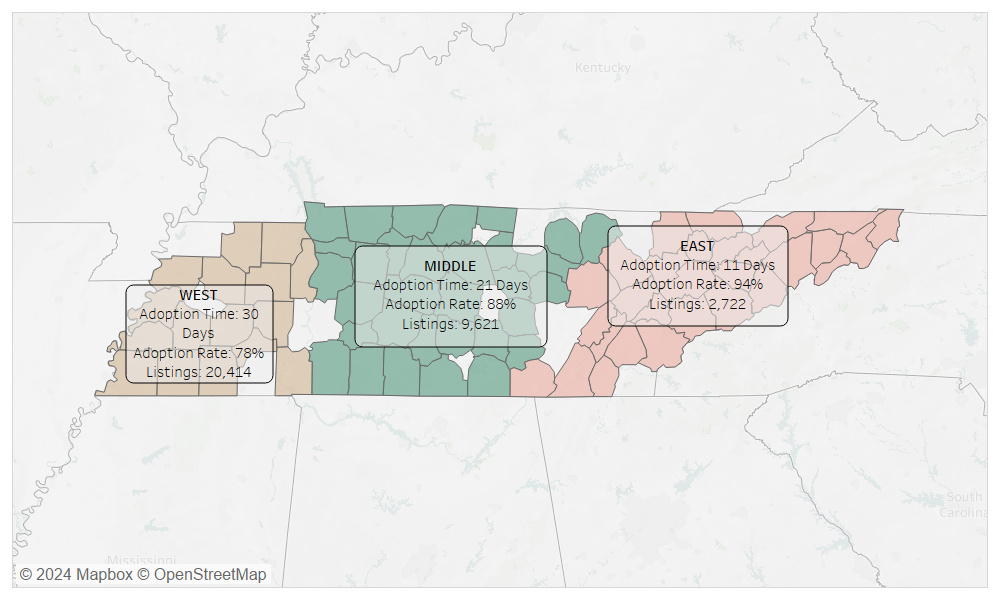 Kentucky
EAST
Adoption Time: 11 Days
Adoption Rate: 94%
Listings: 2,722
MIDDLE
Adoption Time: 21 Days
Adoption Rate: 88%
Listings: 9,621
WEST
Adoption Time: 30
Days
Adoption Rate: 78%
Listings: 20,414
South
Carolina
Mississippi
© 2024 Mapbox © OpenStreetMap